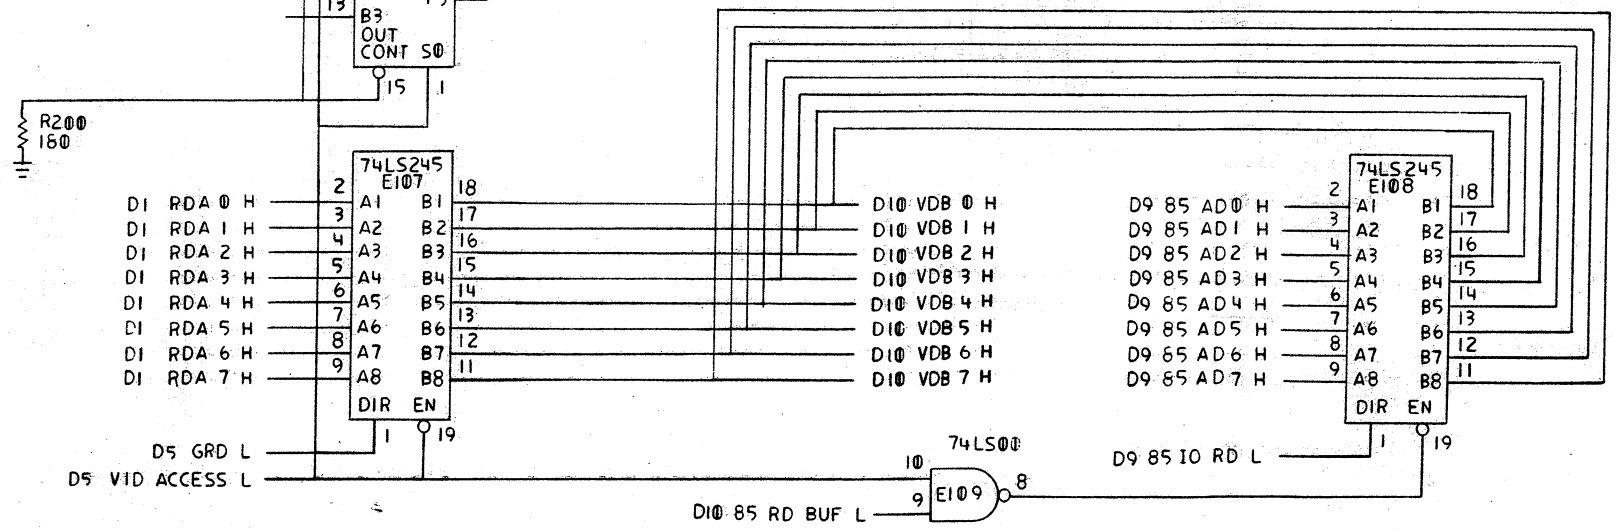 13
B3
OUT
CONT S0
15
1
R200
180
74LS245
E107
2 A1 B1 18
3 A2 B2 17
4 A3 B3 16
5 A4 B4 15
6 A5 B5 14
7 A6 B6 13
8 A7 B7 12
9 A8 B8 11
DIR EN
1
19
D1 RDA 0 H
D1 RDA 1 H
D1 RDA 2 H
D1 RDA 3 H
D1 RDA 4 H
D1 RDA 5 H
D1 RDA 6 H
D1 RDA 7 H
D5 GRD L
D5 VID ACCESS L
D10 VDB 0 H
D10 VDB 1 H
D10 VDB 2 H
D10 VDB 3 H
D10 VDB 4 H
D10 VDB 5 H
D10 VDB 6 H
D10 VDB 7 H
D9 85 AD0 H
D9 85 AD1 H
D9 85 AD2 H
D9 85 AD3 H
D9 85 AD4 H
D9 85 AD5 H
D9 85 AD6 H
D9 85 AD7 H
74LS245
E108
2 A1 B1 18
3 A2 B2 17
4 A3 B3 16
5 A4 B4 15
6 A5 B5 14
7 A6 B6 13
8 A7 B7 12
9 A8 B8 11
DIR EN
1
19
D9 85 IO RD L
74LS00
10
9
E109
8
D10 85 RD BUF L